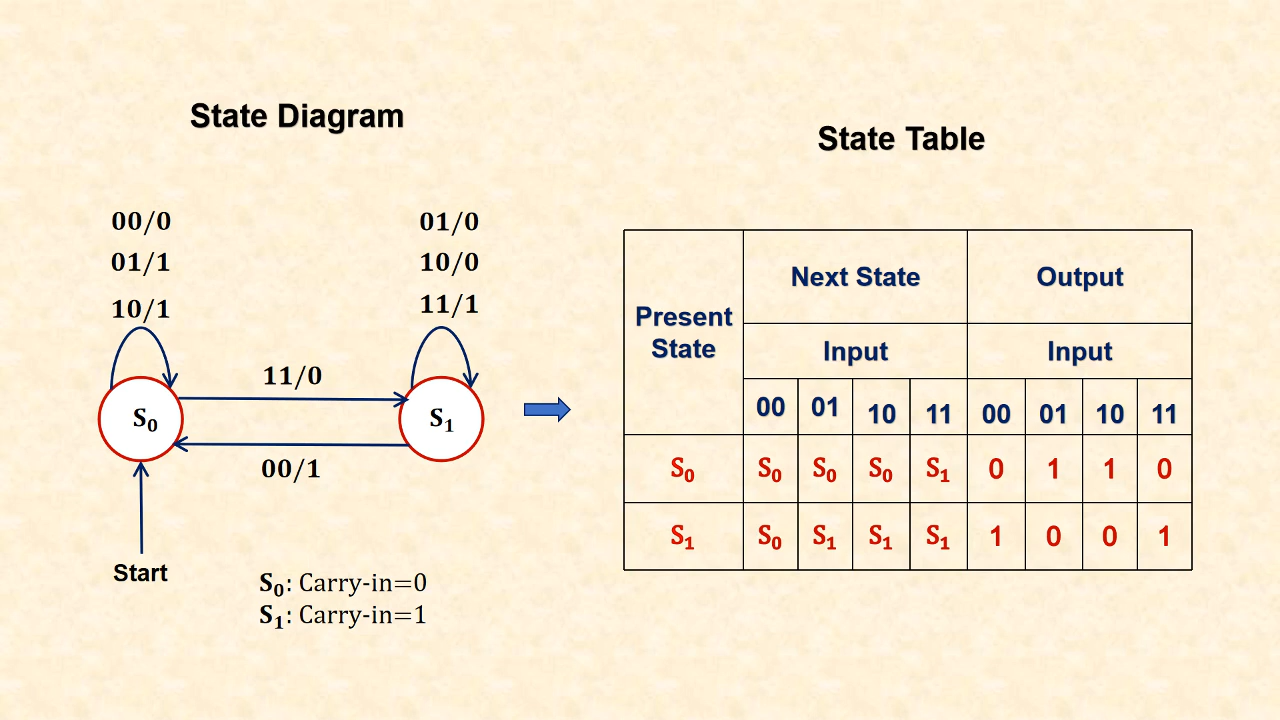 State Diagram
State Table
00/0
01/1
10/1
01/0
10/0
11/1
11/0
00/1
S₀
S₁
Start
S₀: Carry-in=0
S₁: Carry-in=1
Present State
Next State
Output
Input
Input
00 01 10 11 00 01 10 11
S₀ S₀ S₀ S₀ S₁ 0 1 1 0
S₁ S₀ S₁ S₁ S₁ 1 0 0 1